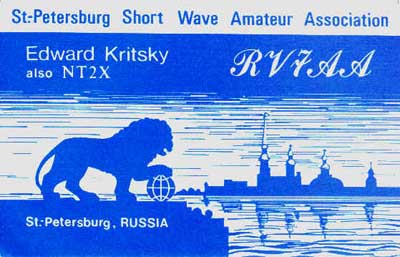 St.-Petersburg Short Wave Amateur Association
Edward Kritsky
also NT2X
RV7AA
St.-Petersburg, RUSSIA